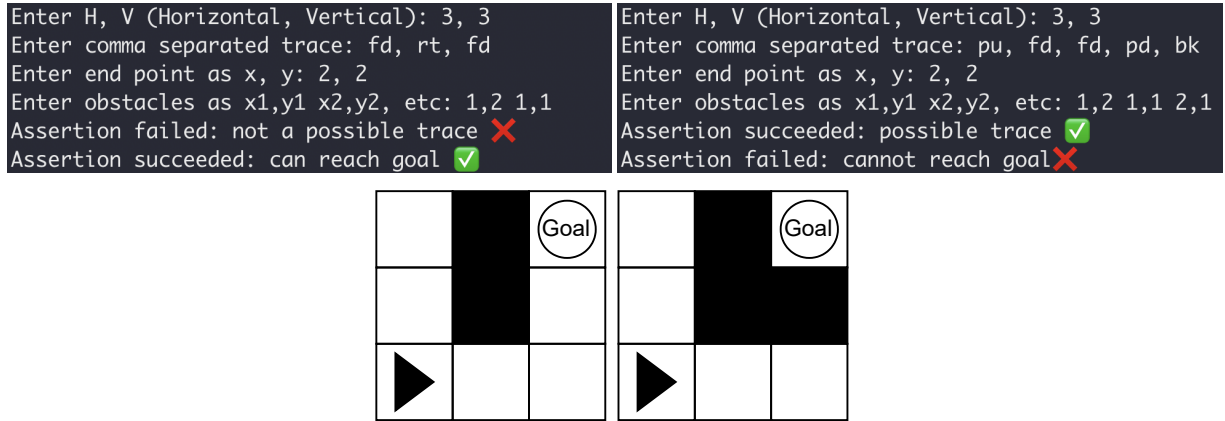 Enter H, V (Horizontal, Vertical): 3, 3
Enter comma separated trace: fd, rt, fd
Enter end point as x, y: 2, 2
Enter obstacles as x1,y1 x2,y2, etc: 1,2 1,1
Assertion failed: not a possible trace ❌
Assertion succeeded: can reach goal ✅
Enter H, V (Horizontal, Vertical): 3, 3
Enter comma separated trace: pu, fd, fd, pd, bk
Enter end point as x, y: 2, 2
Enter obstacles as x1,y1 x2,y2, etc: 1,2 1,1 2,1
Assertion succeeded: possible trace ✅
Assertion failed: cannot reach goal❌
Goal
Goal